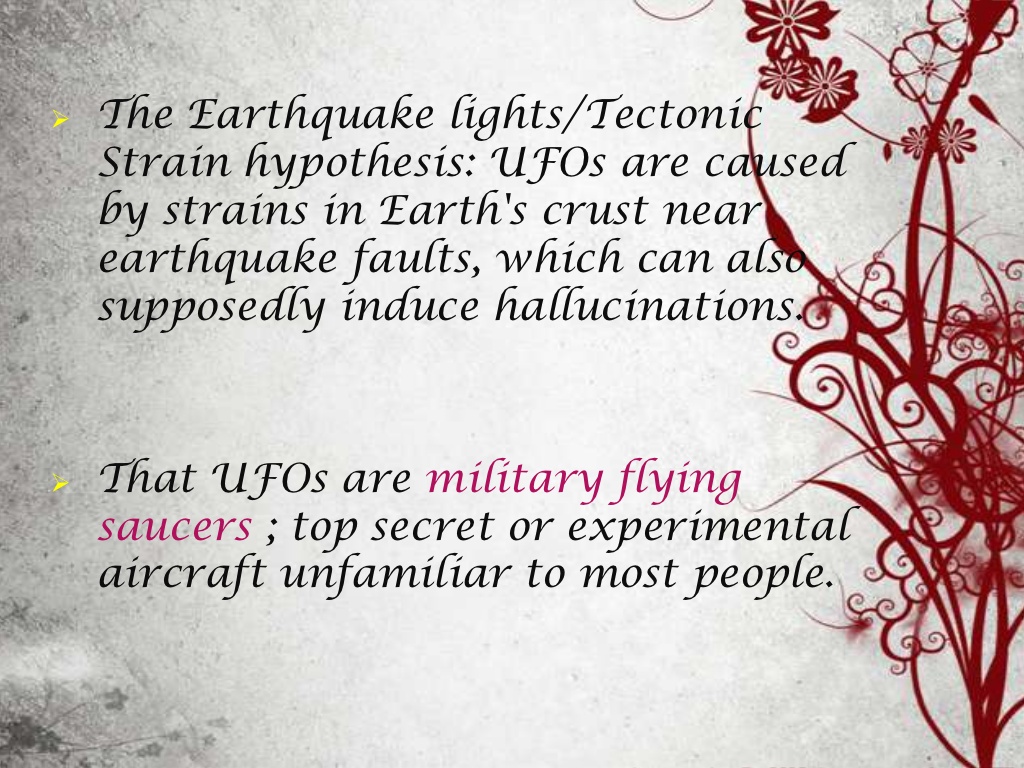 The Earthquake lights/Tectonic
Strain hypothesis: UFOs are caused
by strains in Earth's crust near
earthquake faults, which can also
supposedly induce hallucinations.
That UFOs are military flying
saucers ; top secret or experimental
aircraft unfamiliar to most people.